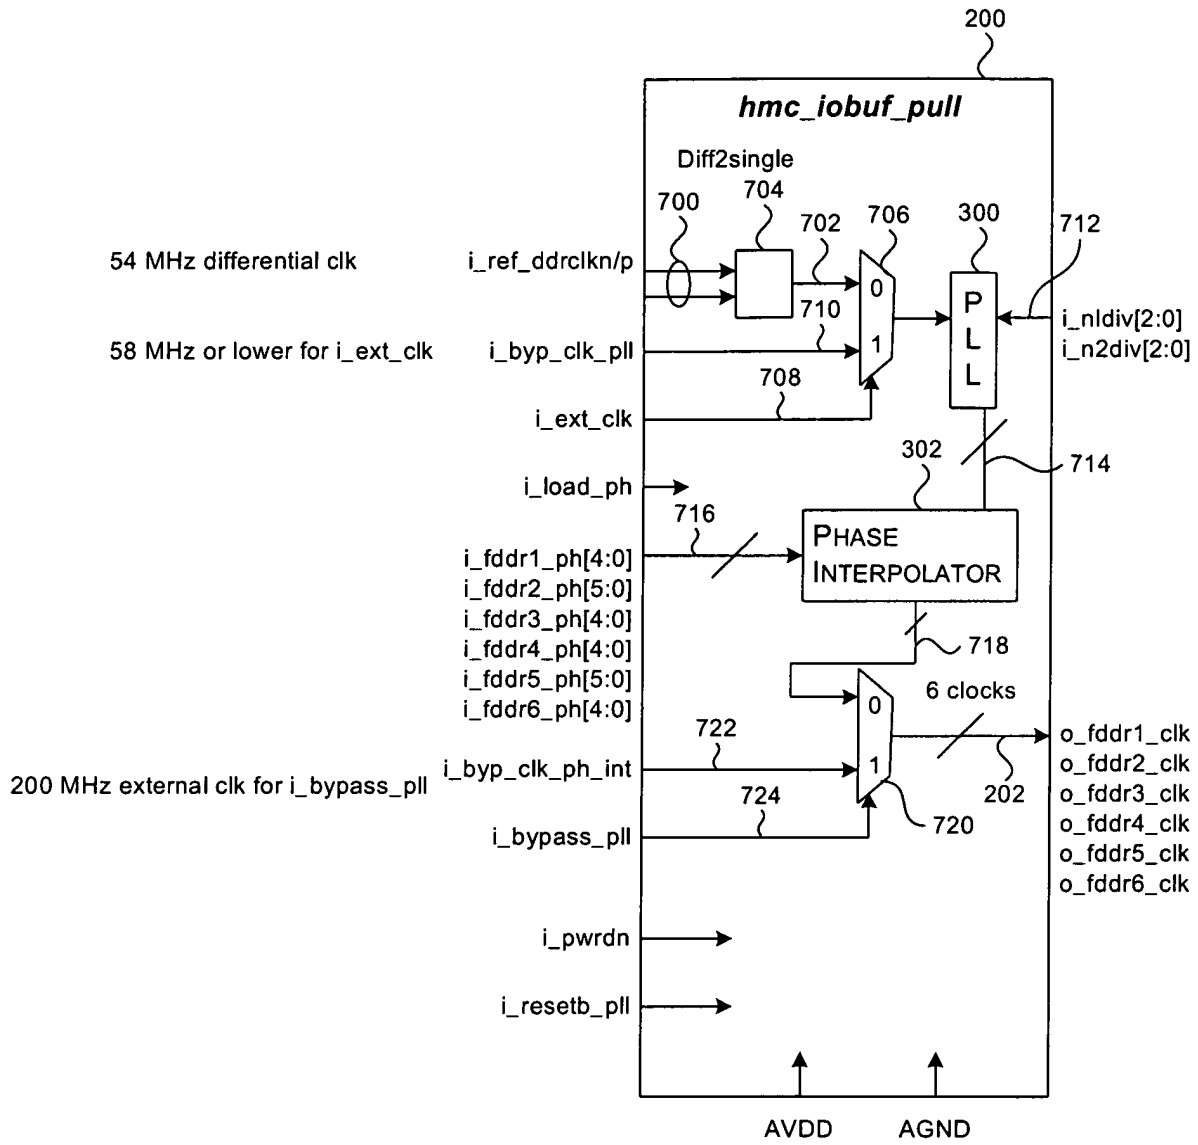 200
hmc_iobuf_pull
Diff2single
700
704
702
706
300
712
54 MHz differential clk
i_ref_ddrclkn/p
0
710
PLL
i_nldiv[2:0]
58 MHz or lower for i_ext_clk
i_byp_clk_pll
1
i_n2div[2:0]
708
i_ext_clk
302
714
i_load_ph
716
PHASE
INTERPOLATOR
i_fddr1_ph[4:0]
i_fddr2_ph[5:0]
i_fddr3_ph[4:0]
i_fddr4_ph[4:0]
i_fddr5_ph[5:0]
i_fddr6_ph[4:0]
718
0
6 clocks
722
o_fddr1_clk
i_byp_clk_ph_int
1
202
o_fddr2_clk
200 MHz external clk for i_bypass_pll
724
720
o_fddr3_clk
i_bypass_pll
o_fddr4_clk
o_fddr5_clk
o_fddr6_clk
i_pwrdn
i_resetb_pll
AVDD
AGND